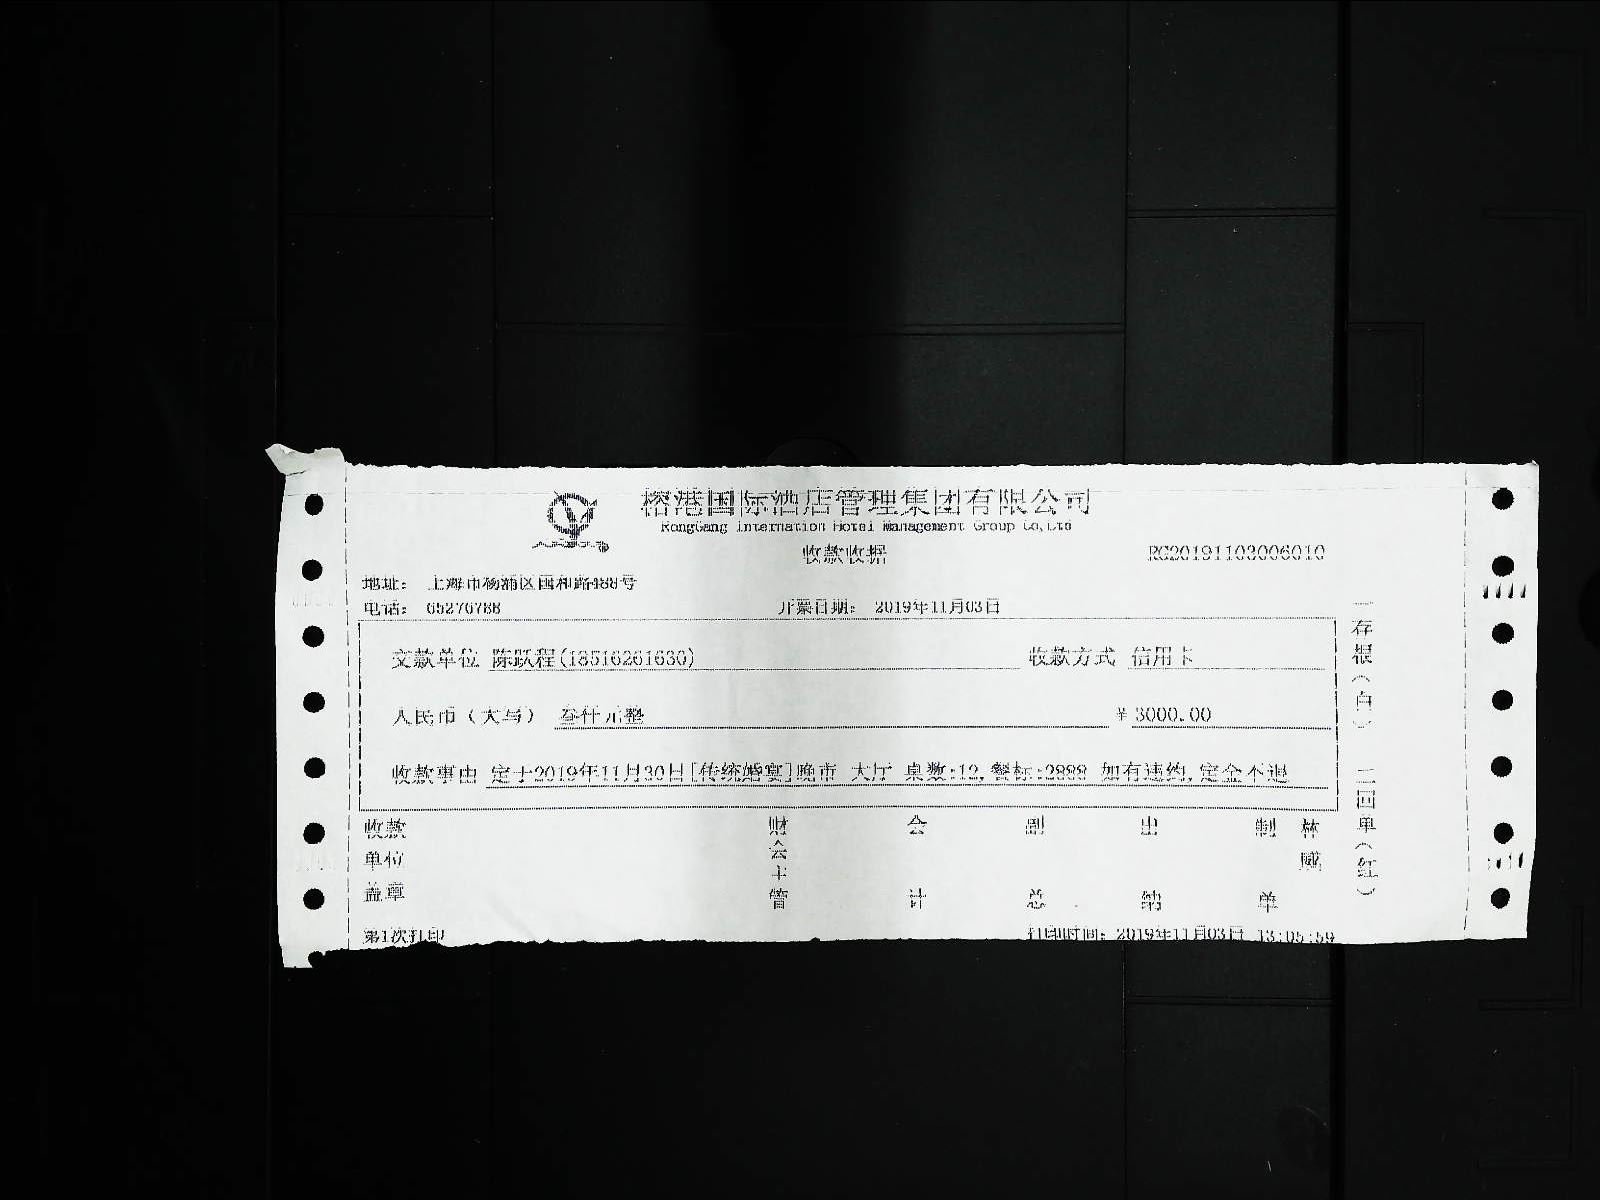 榕港国际酒店管理集团有限公司
RongGang Internation Hotel Management Group Co,Ltd
收款收据 RG20191103006010
地址： 上海市杨浦区国和路488号
电话： 65276788 开票日期： 2019年11月03日
交款单位 陈跃程(18516261630) 收款方式 信用卡
人民币（大写） 叁仟元整 ￥3000.00
收款事由 定于2019年11月30日[传统婚宴]晚市 大厅 桌数:12,餐标:2888 如有违约,定金不退
收款单位盖章 财会主管 会计 副总 出纳 制单 林威
第1次打印 打印时间：2019年11月03日 13:05:59
一存根（白） 二回单（红）